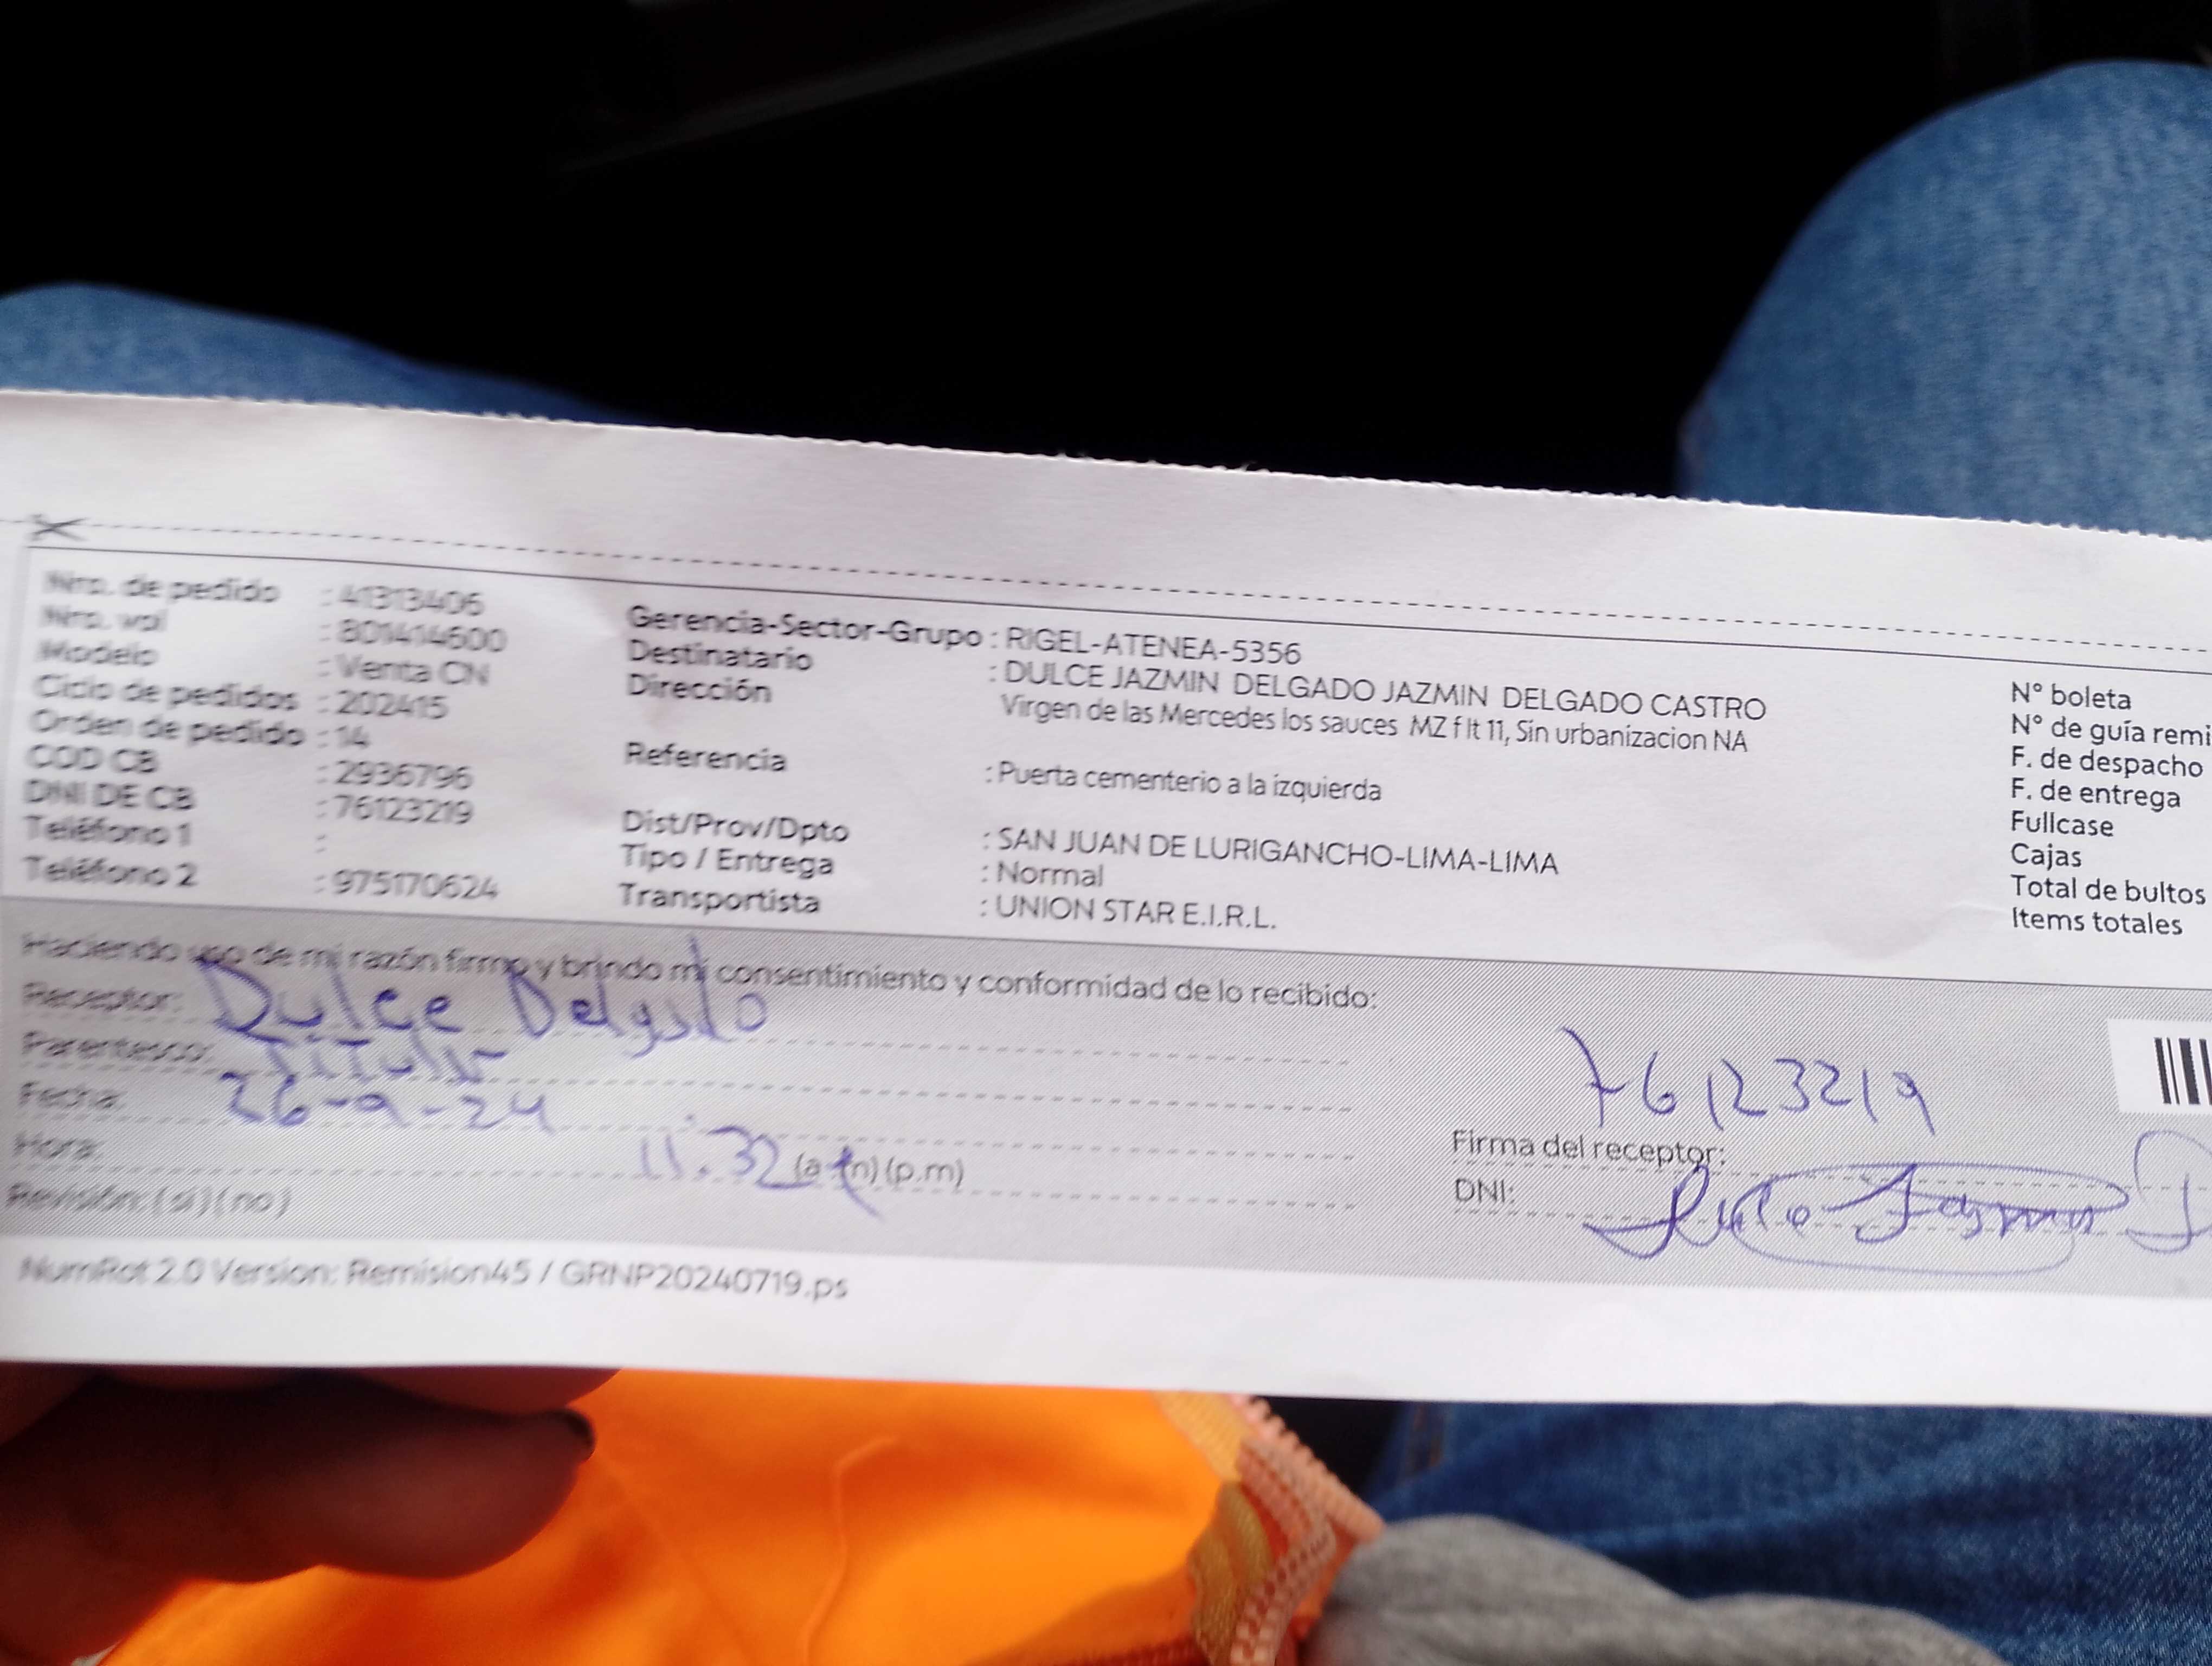 Nro. de pedido : 41313406
Nro. wal : 801414600
Modelo : Venta CN
Ciclo de pedidos : 202415
Orden de pedido : 14
COD CB : 2936796
DNI DE CB : 76123219
Teléfono 1 :
Teléfono 2 : 975170624
Gerencia-Sector-Grupo : RIGEL-ATENEA-5356
Destinatario : DULCE JAZMIN DELGADO JAZMIN DELGADO CASTRO
Dirección Virgen de las Mercedes los sauces MZ f lt 11, Sin urbanizacion NA
Referencia : Puerta cementerio a la izquierda
Dist/Prov/Dpto : SAN JUAN DE LURIGANCHO-LIMA-LIMA
Tipo / Entrega : Normal
Transportista : UNION STAR E.I.R.L.
N° boleta
N° de guía remi
F. de despacho
F. de entrega
Fullcase
Cajas
Total de bultos
Items totales
Haciendo uso de mi razón firmo y brindo mi consentimiento y conformidad de lo recibido:
Receptor: Dulce Delgado
Parentesco: Titular
Fecha: 26-9-24
Hora: 11.32 (a.m) (p.m)
Revisión: (si) (no)
76123219
Firma del receptor:
DNI:
NumRot 2.0 Version: Remision45 / GRNP20240719.ps